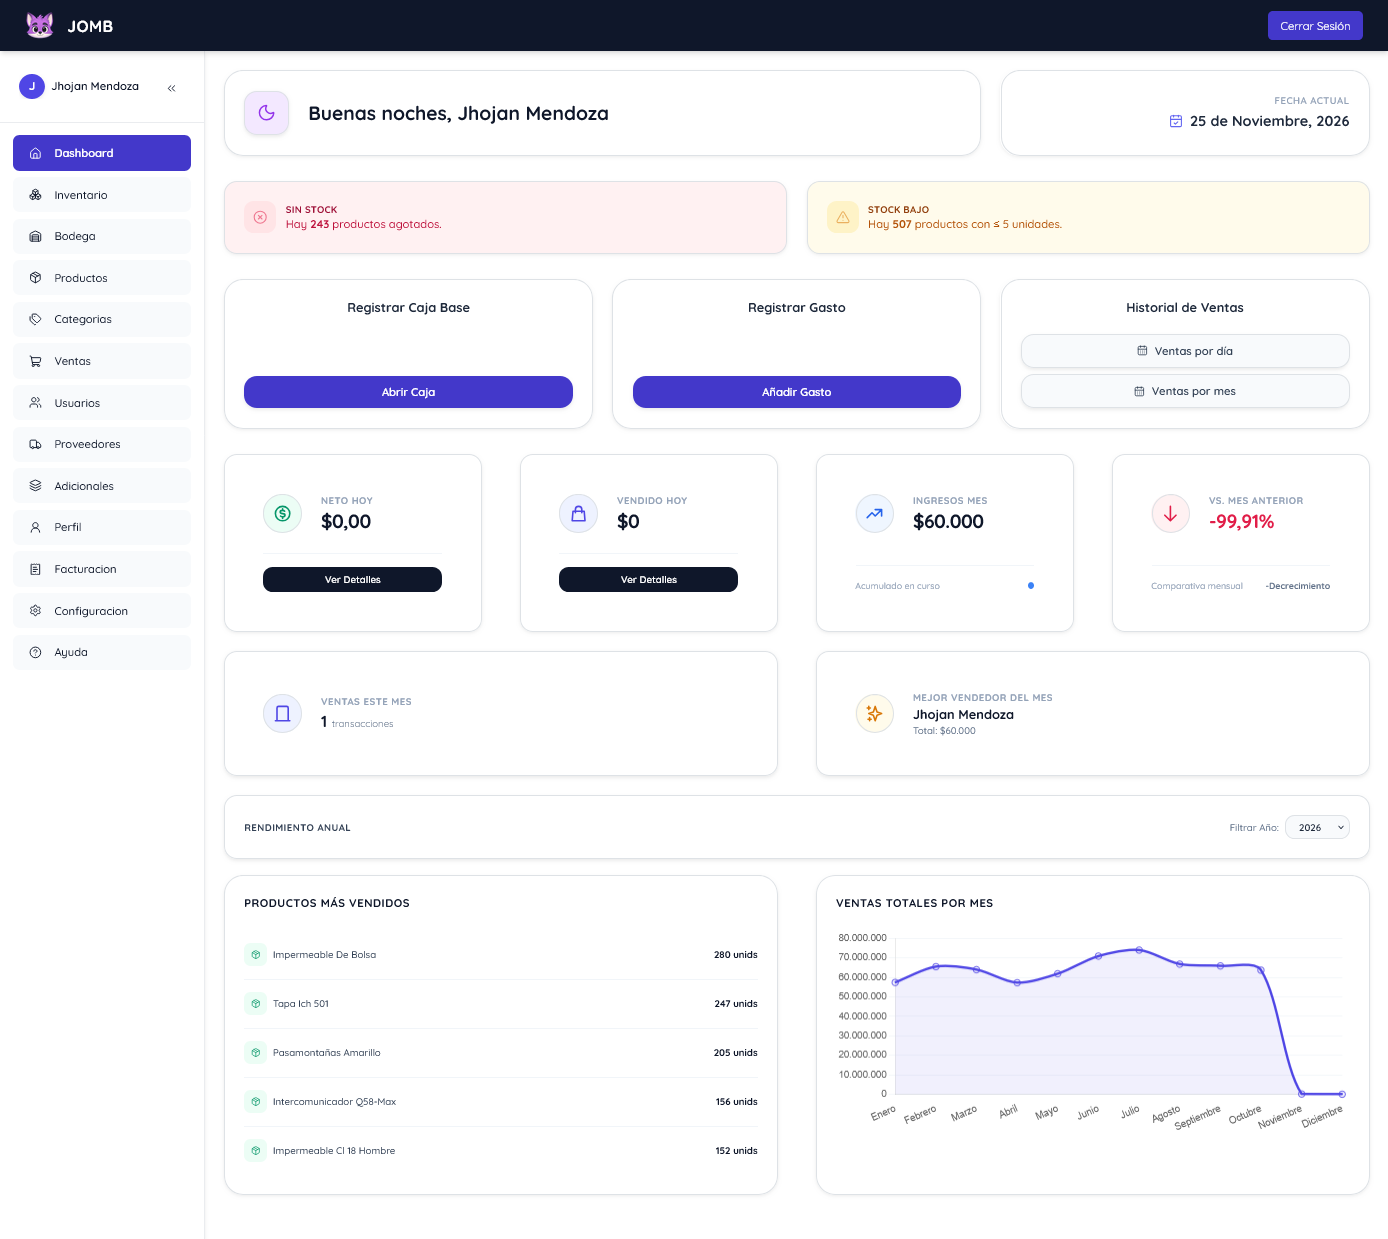 JOMB
Cerrar Sesión
J Jhojan Mendoza «
Dashboard
Inventario
Bodega
Productos
Categorias
Ventas
Usuarios
Proveedores
Adicionales
Perfil
Facturacion
Configuracion
Ayuda
Buenas noches, Jhojan Mendoza
FECHA ACTUAL
25 de Noviembre, 2026
SIN STOCK
Hay 243 productos agotados.
STOCK BAJO
Hay 507 productos con ≤ 5 unidades.
Registrar Caja Base
Abrir Caja
Registrar Gasto
Añadir Gasto
Historial de Ventas
Ventas por día
Ventas por mes
NETO HOY
$0,00
Ver Detalles
VENDIDO HOY
$0
Ver Detalles
INGRESOS MES
$60.000
Acumulado en curso
VS. MES ANTERIOR
-99,91%
Comparativa mensual -Decrecimiento
VENTAS ESTE MES
1 transacciones
MEJOR VENDEDOR DEL MES
Jhojan Mendoza
Total: $60.000
RENDIMIENTO ANUAL
Filtrar Año: 2026
PRODUCTOS MÁS VENDIDOS
Impermeable De Bolsa 280 unids
Tapa Ich 501 247 unids
Pasamontañas Amarillo 205 unids
Intercomunicador Q58-Max 156 unids
Impermeable Cl 18 Hombre 152 unids
VENTAS TOTALES POR MES
80.000.000
70.000.000
60.000.000
50.000.000
40.000.000
30.000.000
20.000.000
10.000.000
0
Enero Febrero Marzo Abril Mayo Junio Julio Agosto Septiembre Octubre Noviembre Diciembre